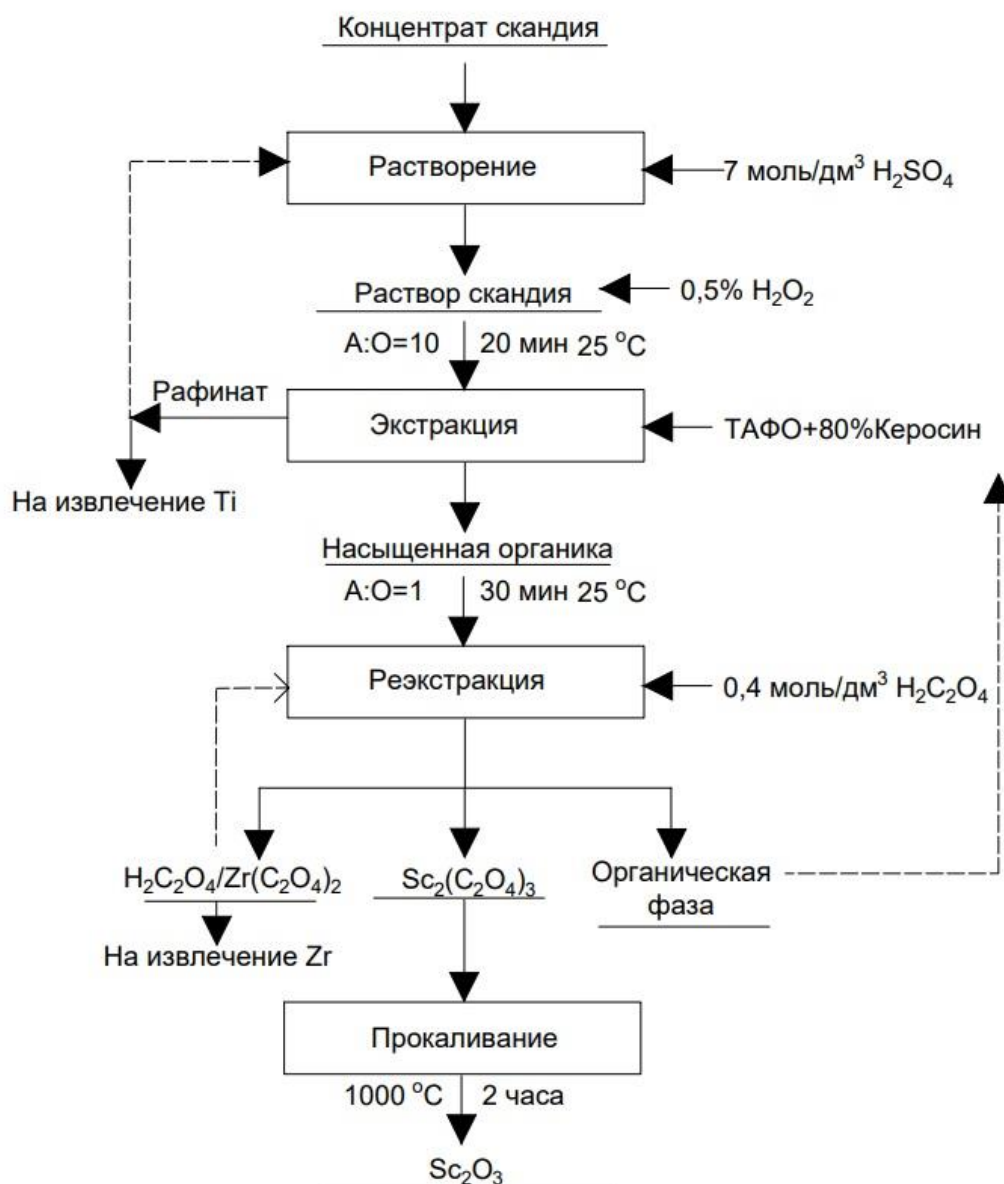 Концентрат скандия
Растворение
7 моль/дм³ H₂SO₄
Раствор скандия
0,5% H₂O₂
А:О=10 20 мин 25 °C
Рафинат
Экстракция
ТАФО+80%Керосин
На извлечение Ti
Насыщенная органика
А:О=1 30 мин 25 °C
Реэкстракция
0,4 моль/дм³ H₂C₂O₄
H₂C₂O₄/Zr(C₂O₄)₂
Sc₂(C₂O₄)₃
Органическая
фаза
На извлечение Zr
Прокаливание
1000 °C 2 часа
Sc₂O₃